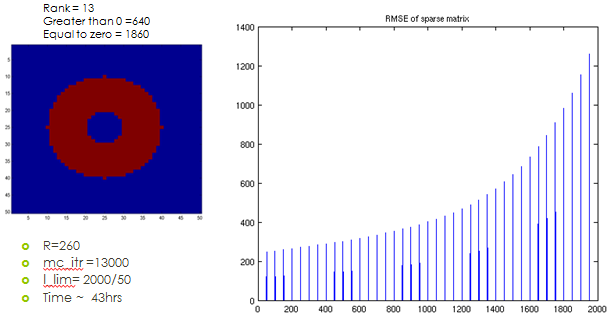 Rank= 13
Greater than 0 =640
Equal to zero = 1860
5
10
15
20
25
30
35
40
45
50
5 10 15 20 25 30 35 40 45 50
R=260
mc_itr =13000
l_lim= 2000/50
Time ~ 43hrs
RMSE of sparse matrix
1400
1200
1000
800
600
400
200
0
0 200 400 600 800 1000 1200 1400 1600 1800 2000